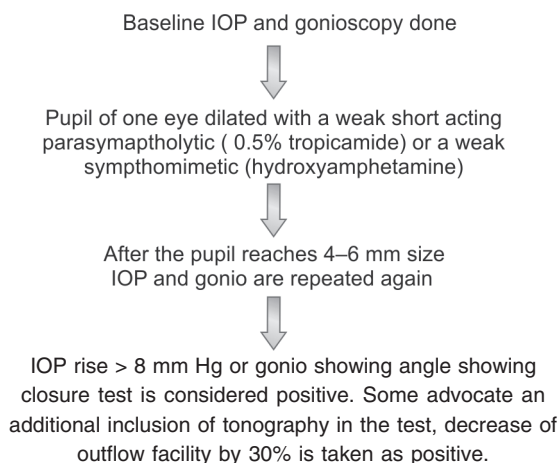 Baseline IOP and gonioscopy done
Pupil of one eye dilated with a weak short acting
parasymaptholytic ( 0.5% tropicamide) or a weak
sympthomimetic (hydroxyamphetamine)
After the pupil reaches 4–6 mm size
IOP and gonio are repeated again
IOP rise > 8 mm Hg or gonio showing angle showing
closure test is considered positive. Some advocate an
additional inclusion of tonography in the test, decrease of
outflow facility by 30% is taken as positive.